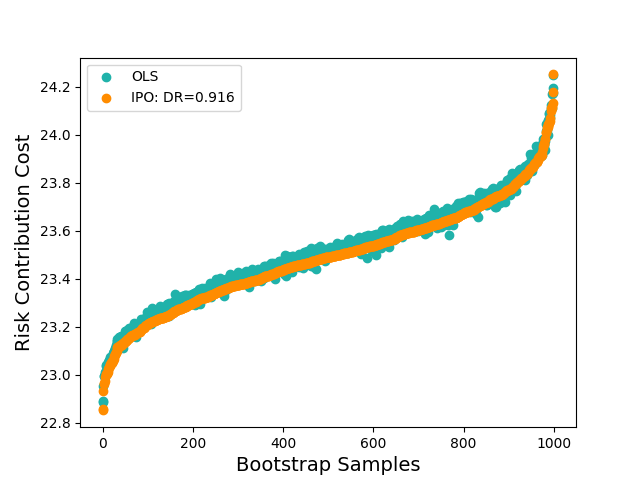 OLS
IPO: DR=0.916
Risk Contribution Cost
24.2
24.0
23.8
23.6
23.4
23.2
23.0
22.8
0 200 400 600 800 1000
Bootstrap Samples